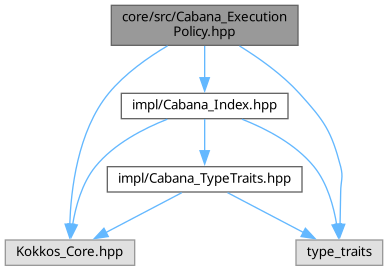 core/src/Cabana_Execution
Policy.hpp
impl/Cabana_Index.hpp
impl/Cabana_TypeTraits.hpp
Kokkos_Core.hpp
type_traits